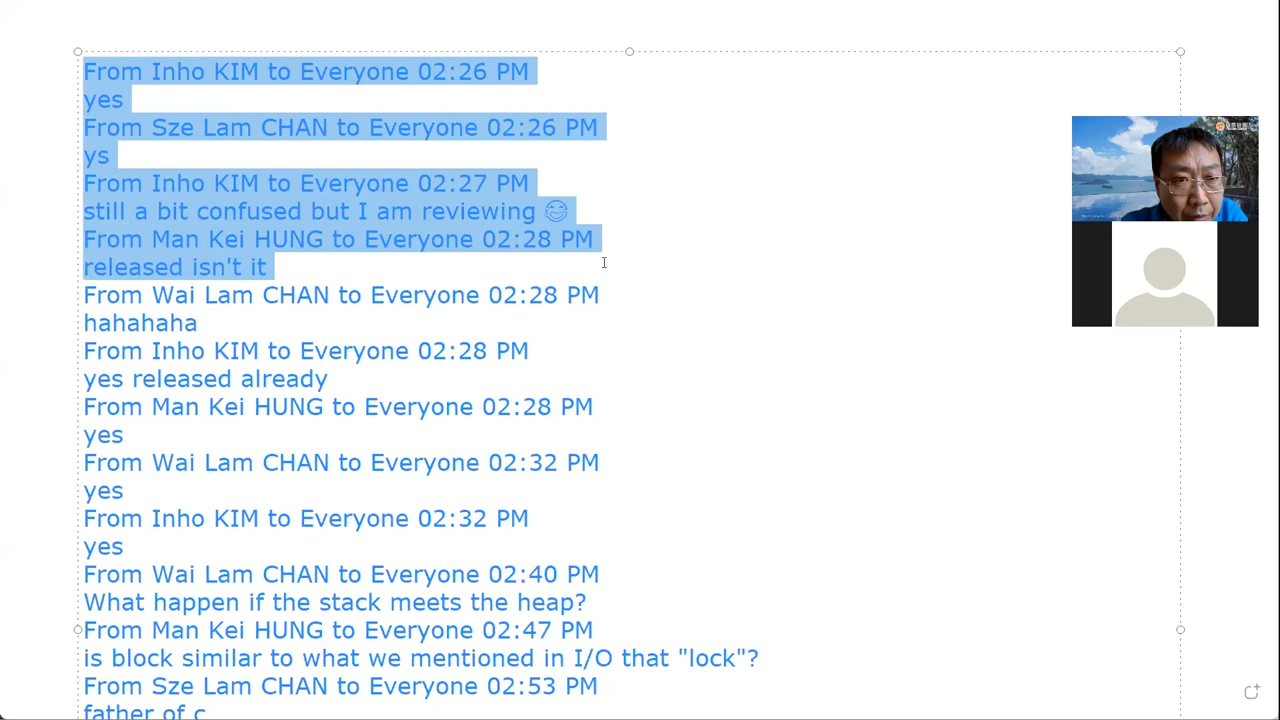 From Inho KIM to Everyone 02:26 PM
yes
From Sze Lam CHAN to Everyone 02:26 PM
ys
From Inho KIM to Everyone 02:27 PM
still a bit confused but I am reviewing 😂
From Man Kei HUNG to Everyone 02:28 PM
released isn't it
From Wai Lam CHAN to Everyone 02:28 PM
hahahaha
From Inho KIM to Everyone 02:28 PM
yes released already
From Man Kei HUNG to Everyone 02:28 PM
yes
From Wai Lam CHAN to Everyone 02:32 PM
yes
From Inho KIM to Everyone 02:32 PM
yes
From Wai Lam CHAN to Everyone 02:40 PM
What happen if the stack meets the heap?
From Man Kei HUNG to Everyone 02:47 PM
is block similar to what we mentioned in I/O that "lock"?
From Sze Lam CHAN to Everyone 02:53 PM
father of c